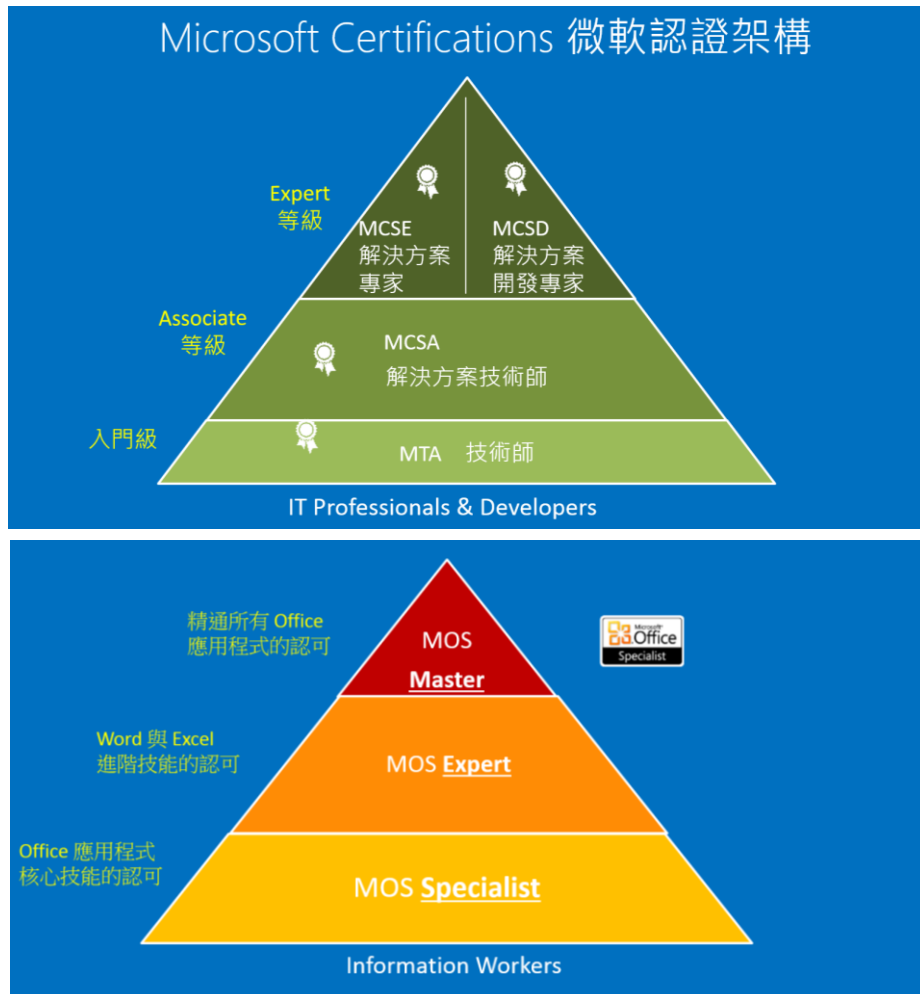 Microsoft Certifications 微軟認證架構
Expert
等級
MCSE
解決方案
專家
MCSD
解決方案
開發專家
Associate
等級
MCSA
解決方案技術師
入門級
MTA 技術師
IT Professionals & Developers
精通所有 Office
應用程式的認可
MOS
Master
Microsoft
Office
Specialist
Word 與 Excel
進階技能的認可
MOS Expert
Office 應用程式
核心技能的認可
MOS Specialist
Information Workers